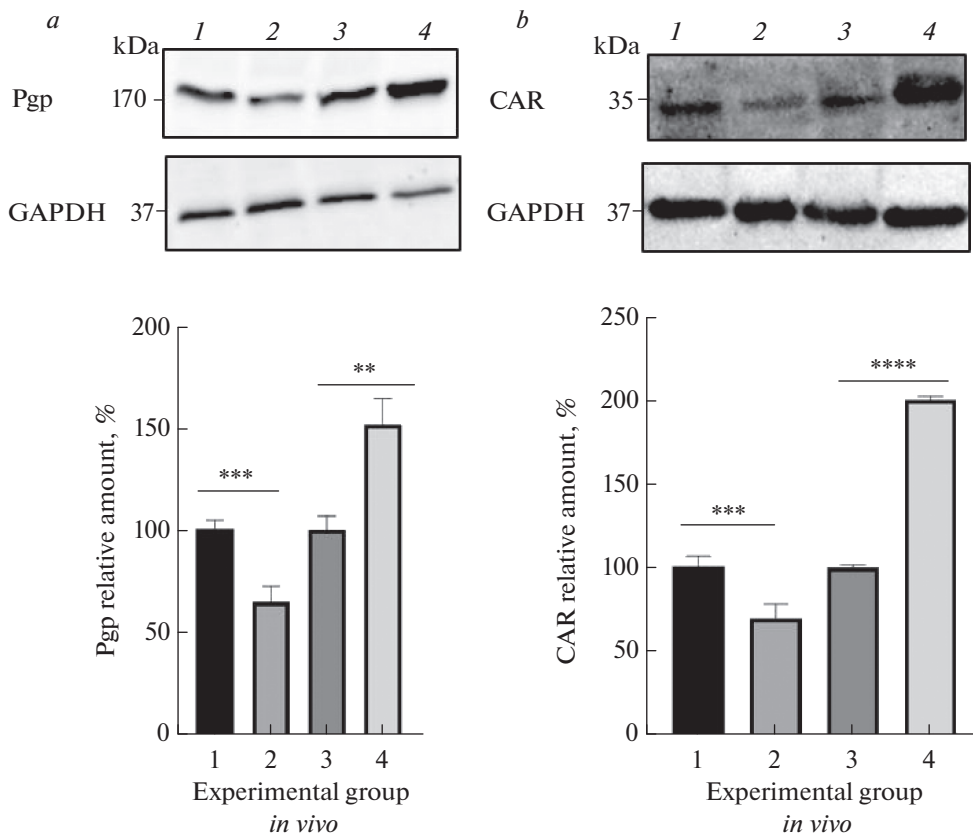 a
1 2 3 4
kDa
Pgp
170
GAPDH
37
200
150
100
50
0
Pgp relative amount, %
***
**
1 2 3 4
Experimental group
in vivo
b
1 2 3 4
kDa
CAR
35
GAPDH
37
250
200
150
100
50
0
CAR relative amount, %
***
****
1 2 3 4
Experimental group
in vivo